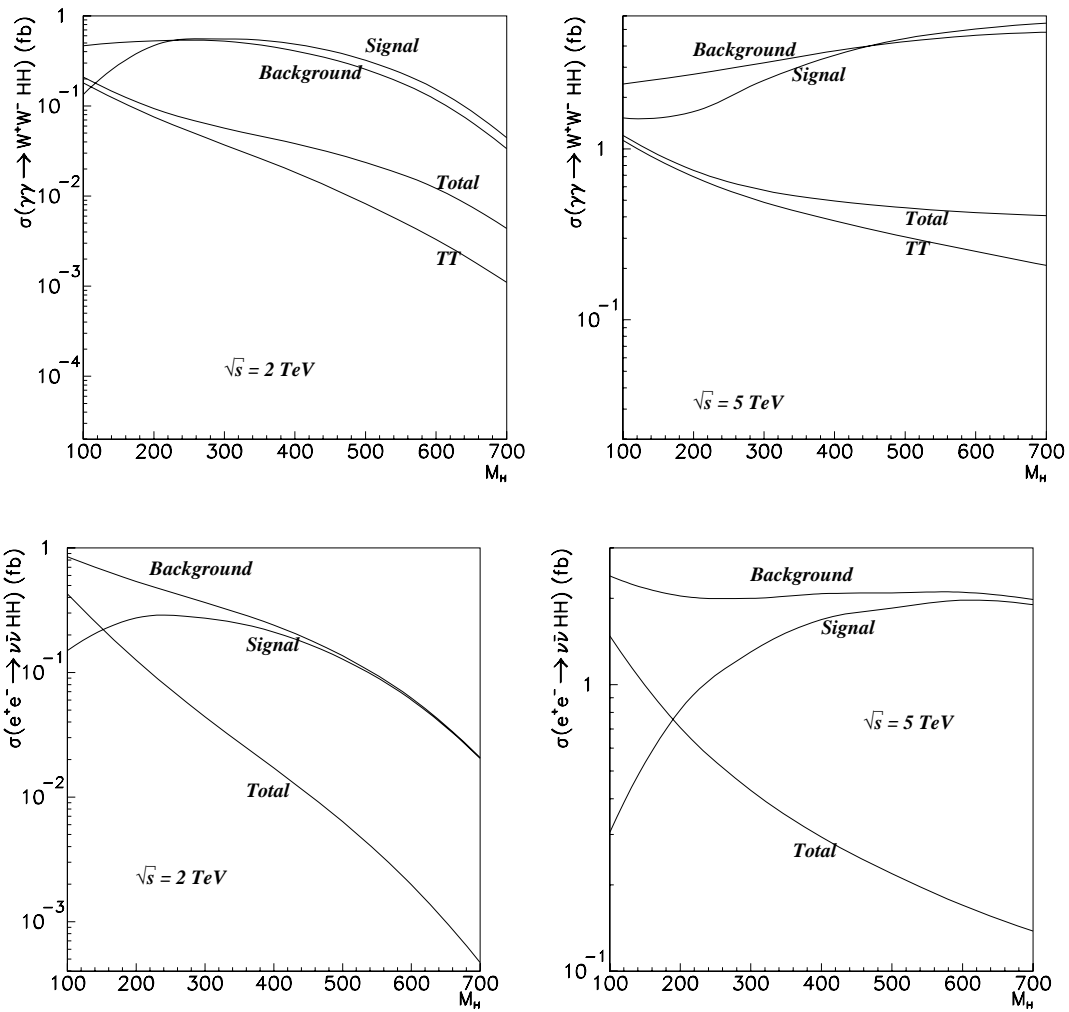 σ(γγ → W⁺W⁻ HH) (fb)
1
10⁻¹
10⁻²
10⁻³
10⁻⁴
Signal
Background
Total
TT
√s = 2 TeV
100 200 300 400 500 600 700
M_H
σ(γγ → W⁺W⁻ HH) (fb)
1
10⁻¹
Background
Signal
Total
TT
√s = 5 TeV
100 200 300 400 500 600 700
M_H
σ(e⁺e⁻ → νν̄ HH) (fb)
1
10⁻¹
10⁻²
10⁻³
Background
Signal
Total
√s = 2 TeV
100 200 300 400 500 600 700
M_H
σ(e⁺e⁻ → νν̄ HH) (fb)
1
10⁻¹
Background
Signal
√s = 5 TeV
Total
100 200 300 400 500 600 700
M_H